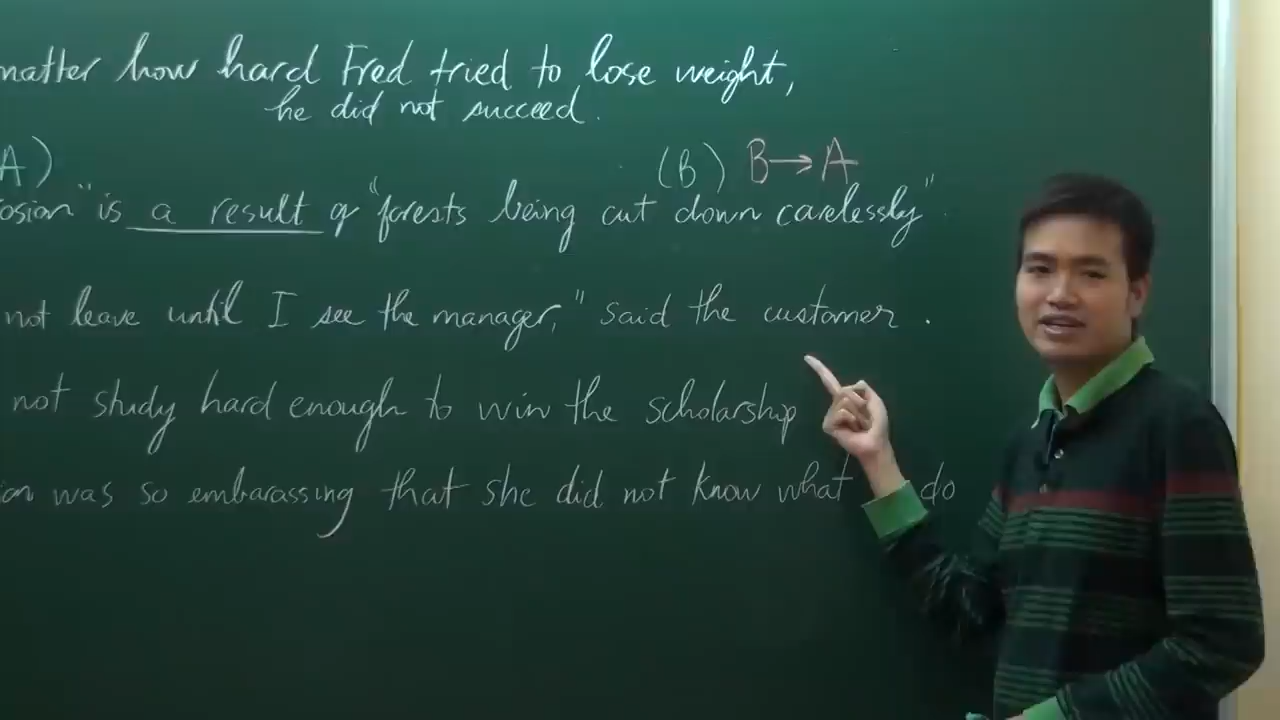 matter how hard Fred tried to lose weight,
he did not succeed.
A) (B) B→A
osion" is a result of "forests being cut down carelessly"
not leave until I see the manager," said the customer.
not study hard enough to win the scholarship
ion was so embarassing that she did not know what do